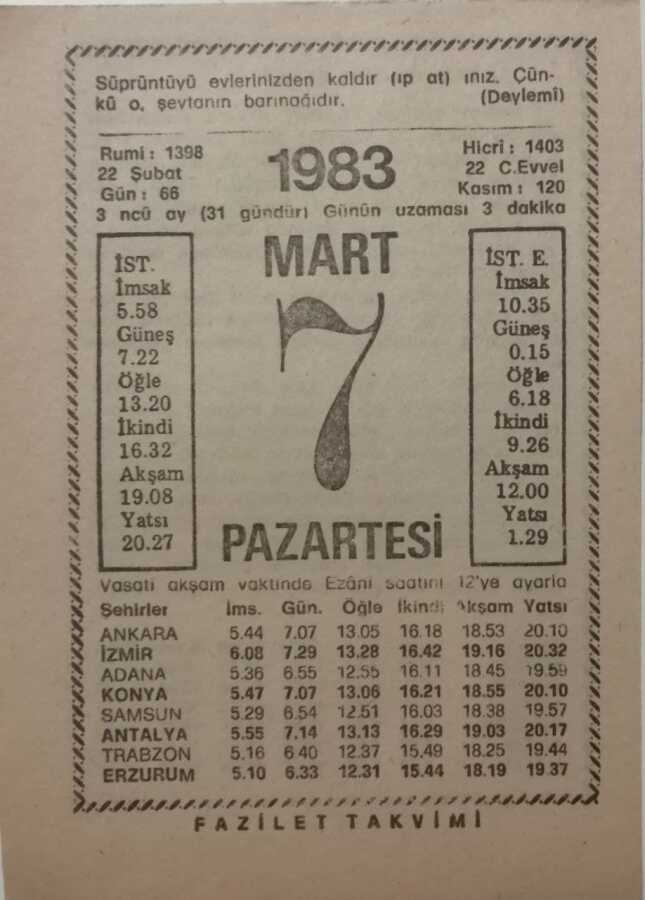 Süprüntüyü evlerinizden kaldır (ıp at) ınız. Çün-
kü o, şeytanın barınağıdır. (Deylemî)
Rumi : 1398
22 Şubat
Gün : 66
1983
Hicrî : 1403
22 C.Evvel
Kasım : 120
3 ncü ay (31 gündür) Günün uzaması 3 dakika
MART
7
PAZARTESİ
İST.
İmsak
5.58
Güneş
7.22
Öğle
13.20
İkindi
16.32
Akşam
19.08
Yatsı
20.27
İST. E.
İmsak
10.35
Güneş
0.15
Öğle
6.18
İkindi
9.26
Akşam
12.00
Yatsı
1.29
Vasati akşam vaktinde Ezâni saatini 12'ye ayarla
Şehirler İms. Gün. Öğle İkindi Akşam Yatsı
ANKARA 5.44 7.07 13.05 16.18 18.53 20.10
İZMİR 6.08 7.29 13.28 16.42 19.16 20.32
ADANA 5.36 6.55 12.55 16.11 18.45 19.59
KONYA 5.47 7.07 13.06 16.21 18.55 20.10
SAMSUN 5.29 6.54 12.51 16.03 18.38 19.57
ANTALYA 5.55 7.14 13.13 16.29 19.03 20.17
TRABZON 5.16 6.40 12.37 15.49 18.25 19.44
ERZURUM 5.10 6.33 12.31 15.44 18.19 19.37
FAZİLET TAKVİMİ